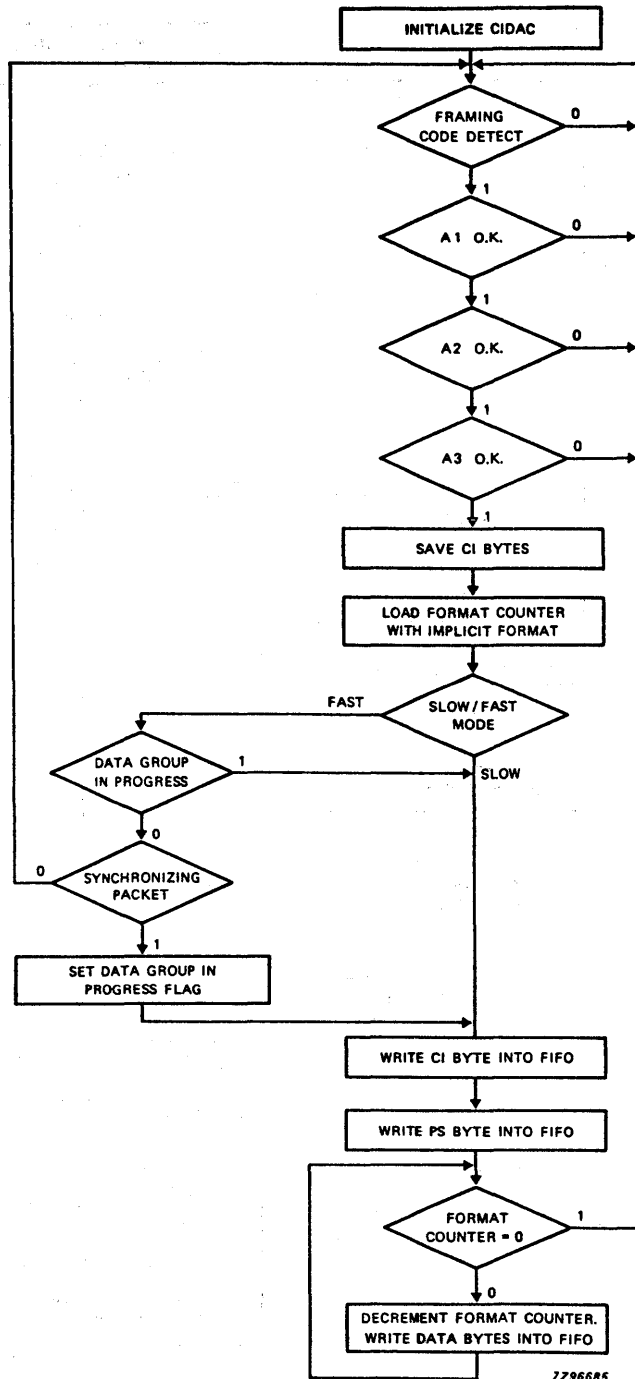 INITIALIZE CIDAC
FRAMING
CODE DETECT
0
1
A1 O.K.
0
1
A2 O.K.
0
1
A3 O.K.
0
1
SAVE CI BYTES
LOAD FORMAT COUNTER
WITH IMPLICIT FORMAT
SLOW/FAST
MODE
FAST
SLOW
DATA GROUP
IN PROGRESS
1
0
SYNCHRONIZING
PACKET
0
1
SET DATA GROUP IN
PROGRESS FLAG
WRITE CI BYTE INTO FIFO
WRITE PS BYTE INTO FIFO
FORMAT
COUNTER = 0
1
0
DECREMENT FORMAT COUNTER.
WRITE DATA BYTES INTO FIFO
7Z96685